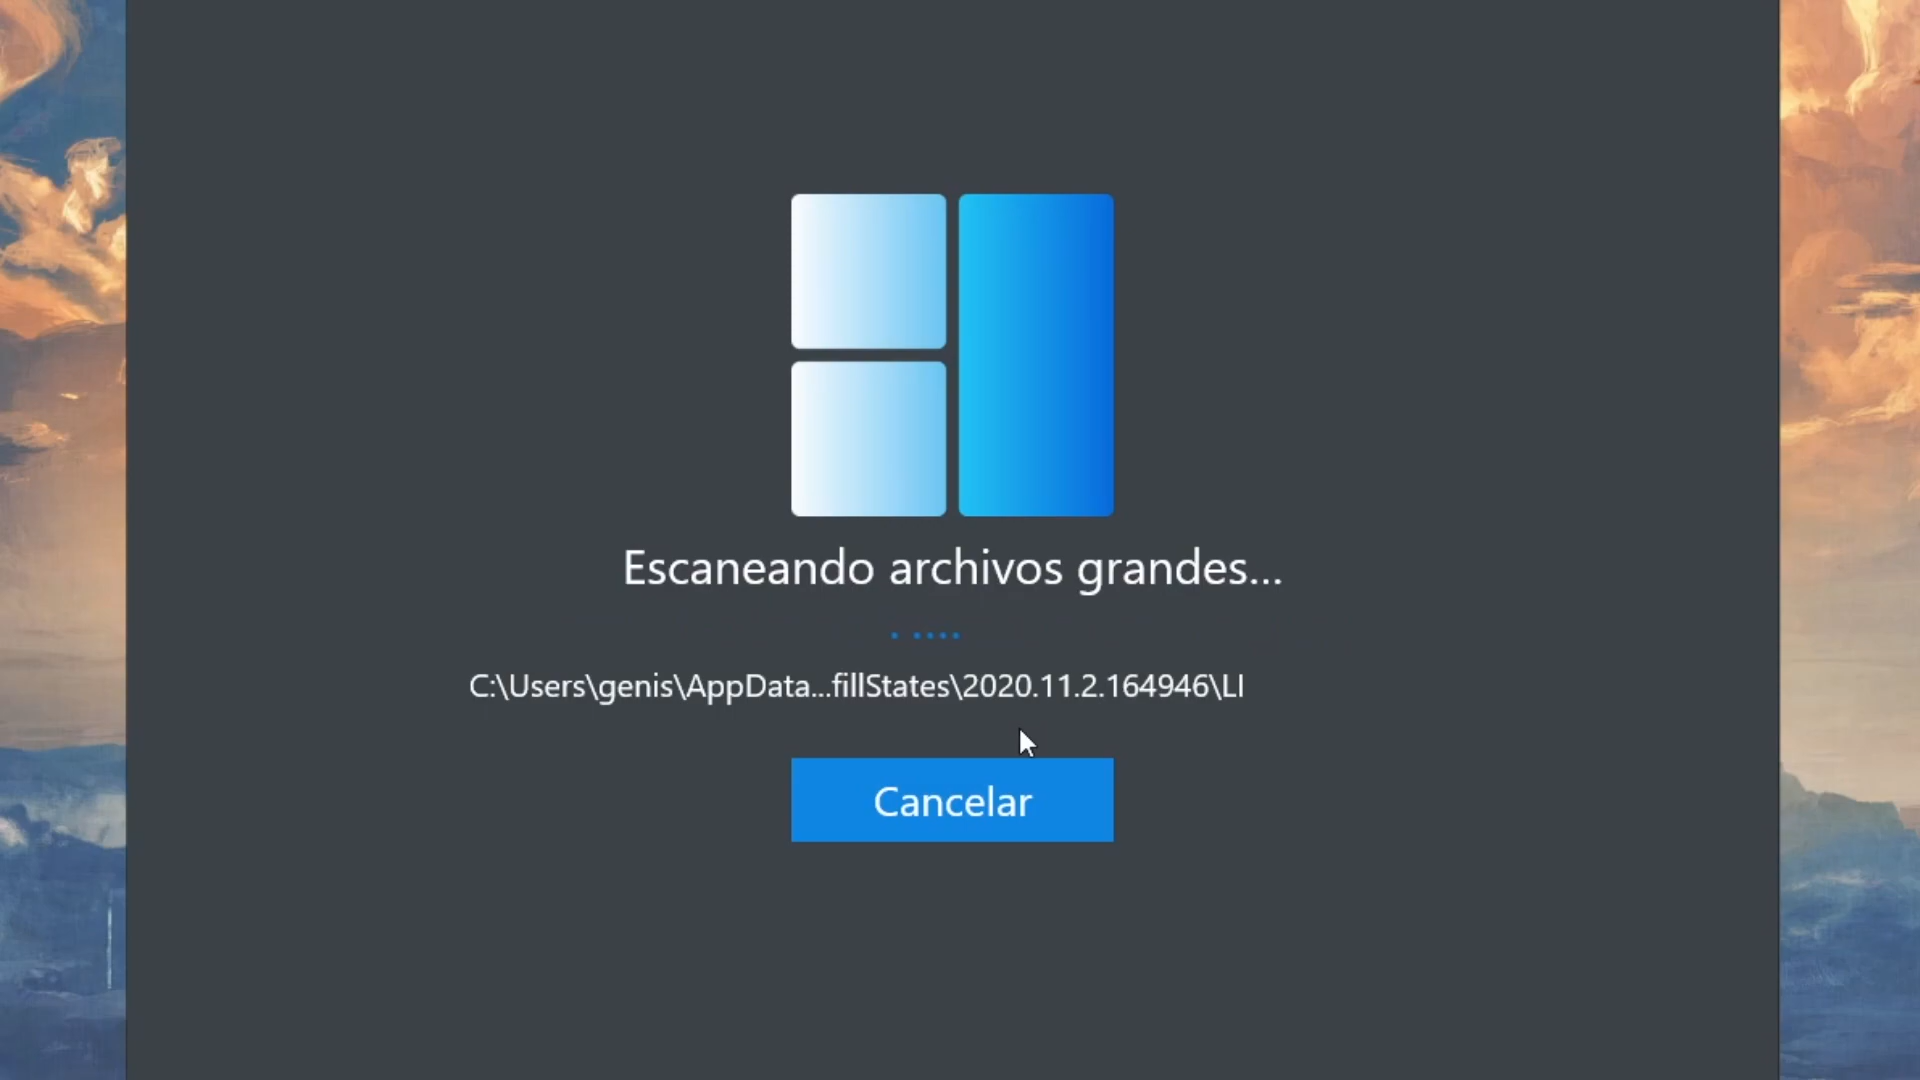 Escaneando archivos grandes...
C:\Users\genis\AppData...fillStates\2020.11.2.164946\LI
Cancelar